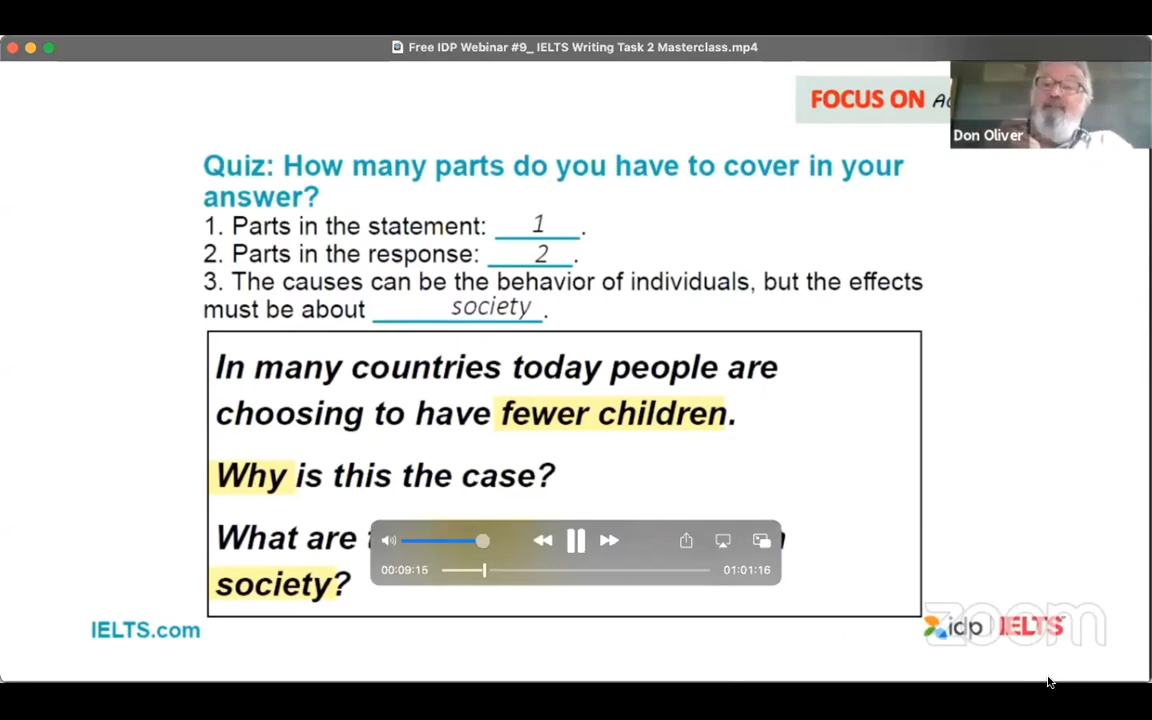 Free IDP Webinar #9_ IELTS Writing Task 2 Masterclass.mp4
FOCUS ON
Don Oliver
Quiz: How many parts do you have to cover in your
answer?
1. Parts in the statement: 1.
2. Parts in the response: 2.
3. The causes can be the behavior of individuals, but the effects
must be about society.
In many countries today people are
choosing to have fewer children.
Why is this the case?
What are
society?
00:09:15
01:01:16
IELTS.com
idp IELTS
zoom